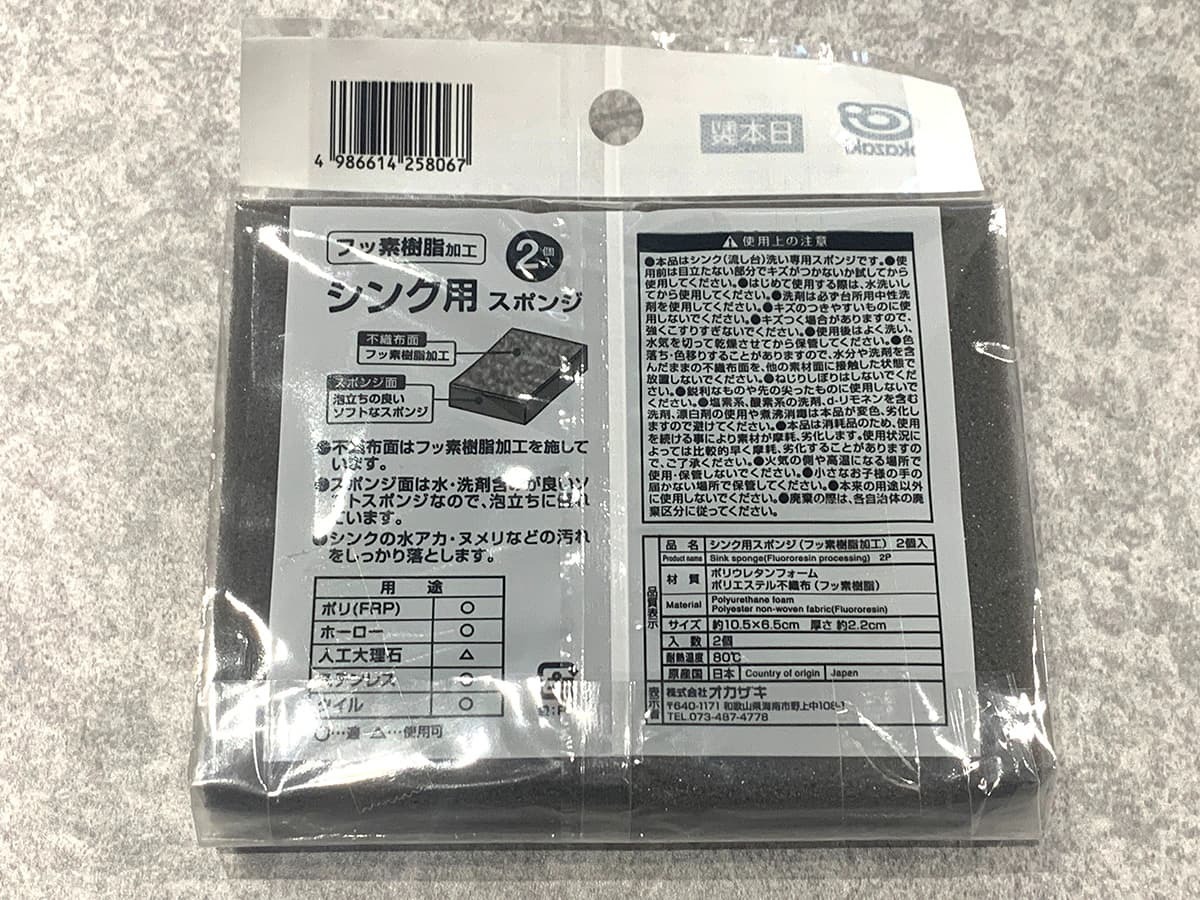 4 986614 258067
日本製
okazaki
フッ素樹脂加工
2個入
シンク用 スポンジ
不織布面
フッ素樹脂加工
スポンジ面
泡立ちの良い
ソフトなスポンジ
●不織布面はフッ素樹脂加工を施して
います。
●スポンジ面は水・洗剤含みが良いソ
フトスポンジなので、泡立ちに優れ
ています。
●シンクの水アカ・ヌメリなどの汚れ
をしっかり落とします。
用 途
ポリ(FRP) ○
ホーロー ○
人工大理石 △
ステンレス ○
タイル ○
○…適 △…使用可
使用上の注意
●本品はシンク(流し台)洗い専用スポンジです。●使
用前は目立たない部分でキズがつかないか試してから
使用してください。●はじめて使用する際は、水洗いし
てから使用してください。●洗剤は必ず台所用中性洗
剤を使用してください。●キズのつきやすいものに使
用しないでください。●キズつく場合がありますので、
強くこすりすぎないでください。●使用後はよく洗い、
水気を切って乾燥させてから保管してください。●色
落ち・色移りすることがありますので、水分や洗剤を含
んだままの不織布面を、他の素材面に接触した状態で
放置しないでください。●ねじりしぼりはしないでくだ
さい。●鋭利なものや先の尖ったものに使用しないで
ください。●塩素系、酸素系の洗剤、d-リモネンを含む
洗剤、漂白剤の使用や煮沸消毒は本品が変色、劣化し
ますので避けてください。●本品は消耗品のため、使用
を続ける事により素材が摩耗、劣化します。使用状況に
よっては比較的早く摩耗、劣化することがありますの
で、ご了承ください。●火気の側や高温になる場所で
使用・保管しないでください。●小さなお子様の手の
届かない場所で保管してください。●本来の用途以外
に使用しないでください。●廃棄の際は、各自治体の廃
棄区分に従ってください。
品質表示
品 名 シンク用スポンジ(フッ素樹脂加工) 2個入
Product name Sink sponge(Fluororesin processing) 2P
材 質 ポリウレタンフォーム
ポリエステル不織布(フッ素樹脂)
Material Polyurethane foam
Polyester non-woven fabric(Fluororesin)
サイズ 約10.5×6.5cm 厚さ 約2.2cm
入 数 2個
耐熱温度 80℃
原産国 日本 Country of origin Japan
表示者 株式会社オカザキ
〒640-1171 和歌山県海南市野上中108-1
TEL.073-487-4778